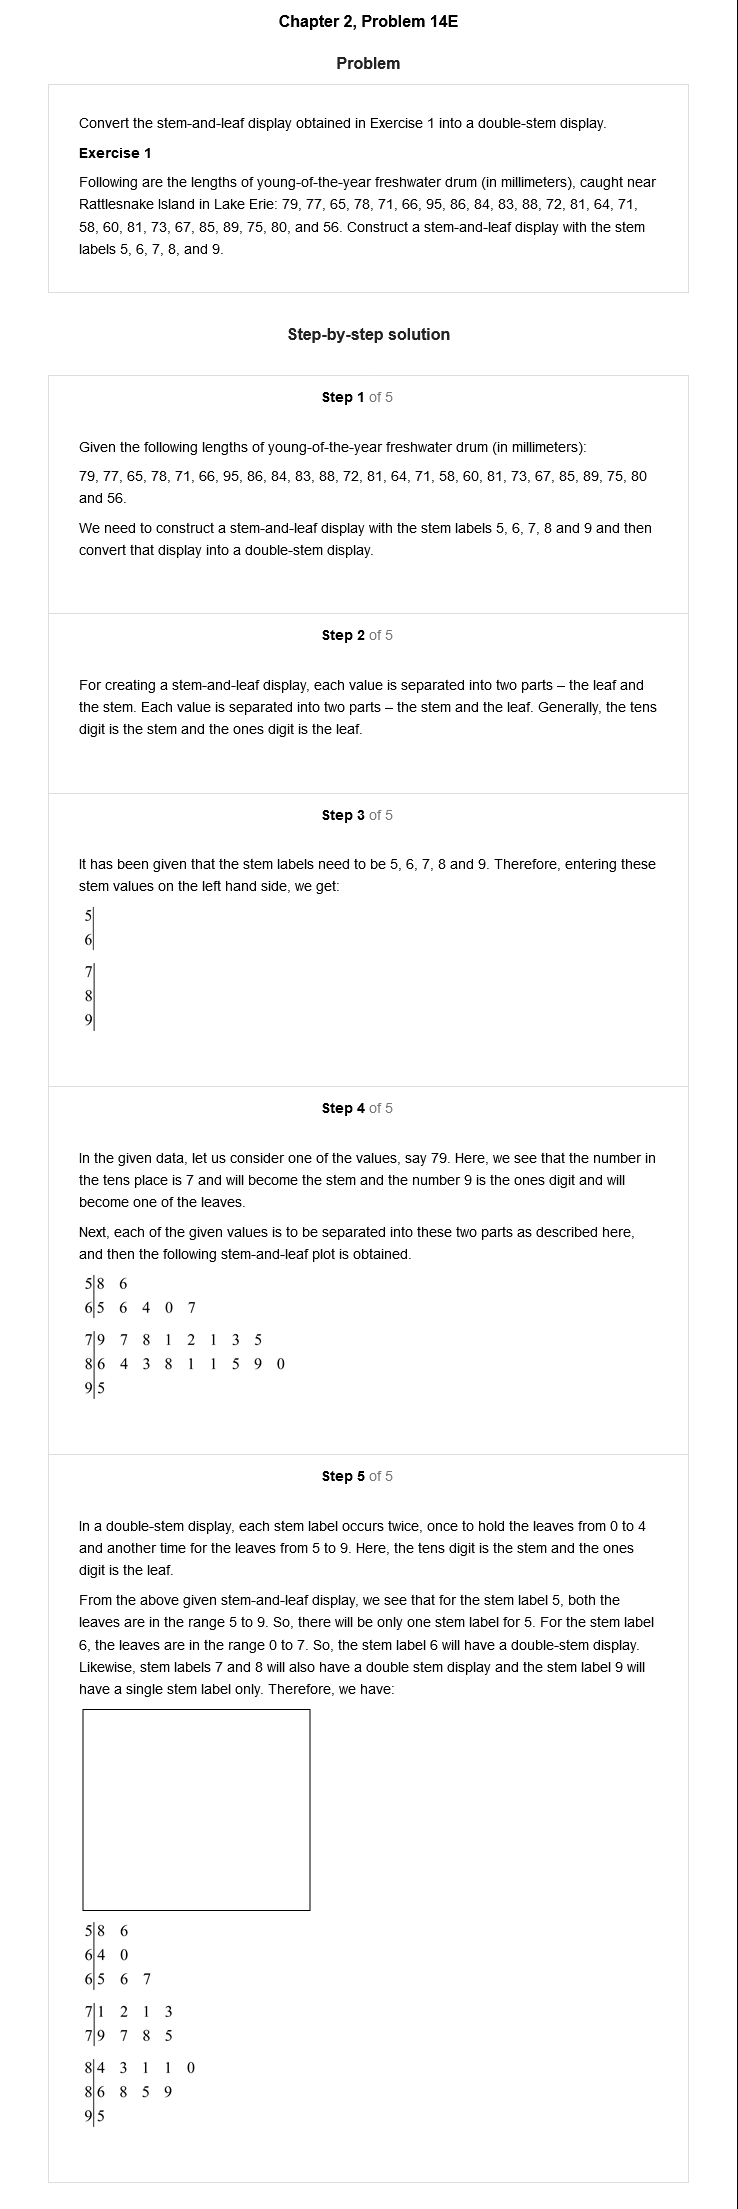 Chapter 2, Problem 14E
Problem
Convert the stem-and-leaf display obtained in Exercise 1 into a double-stem display.
Exercise 1
Following are the lengths of young-of-the-year freshwater drum (in millimeters), caught near
Rattlesnake Island in Lake Erie: 79, 77, 65, 78, 71, 66, 95, 86, 84, 83, 88, 72, 81, 64, 71,
58, 60, 81, 73, 67, 85, 89, 75, 80, and 56. Construct a stem-and-leaf display with the stem
labels 5, 6, 7, 8, and 9.
Step-by-step solution
Step 1 of 5
Given the following lengths of young-of-the-year freshwater drum (in millimeters):
79, 77, 65, 78, 71, 66, 95, 86, 84, 83, 88, 72, 81, 64, 71, 58, 60, 81, 73, 67, 85, 89, 75, 80
and 56.
We need to construct a stem-and-leaf display with the stem labels 5, 6, 7, 8 and 9 and then
convert that display into a double-stem display.
Step 2 of 5
For creating a stem-and-leaf display, each value is separated into two parts – the leaf and
the stem. Each value is separated into two parts – the stem and the leaf. Generally, the tens
digit is the stem and the ones digit is the leaf.
Step 3 of 5
It has been given that the stem labels need to be 5, 6, 7, 8 and 9. Therefore, entering these
stem values on the left hand side, we get:
5|
6|
7|
8|
9|
Step 4 of 5
In the given data, let us consider one of the values, say 79. Here, we see that the number in
the tens place is 7 and will become the stem and the number 9 is the ones digit and will
become one of the leaves.
Next, each of the given values is to be separated into these two parts as described here,
and then the following stem-and-leaf plot is obtained.
5|8 6
6|5 6 4 0 7
7|9 7 8 1 2 1 3 5
8|6 4 3 8 1 1 5 9 0
9|5
Step 5 of 5
In a double-stem display, each stem label occurs twice, once to hold the leaves from 0 to 4
and another time for the leaves from 5 to 9. Here, the tens digit is the stem and the ones
digit is the leaf.
From the above given stem-and-leaf display, we see that for the stem label 5, both the
leaves are in the range 5 to 9. So, there will be only one stem label for 5. For the stem label
6, the leaves are in the range 0 to 7. So, the stem label 6 will have a double-stem display.
Likewise, stem labels 7 and 8 will also have a double stem display and the stem label 9 will
have a single stem label only. Therefore, we have:
5|8 6
6|4 0
6|5 6 7
7|1 2 1 3
7|9 7 8 5
8|4 3 1 1 0
8|6 8 5 9
9|5